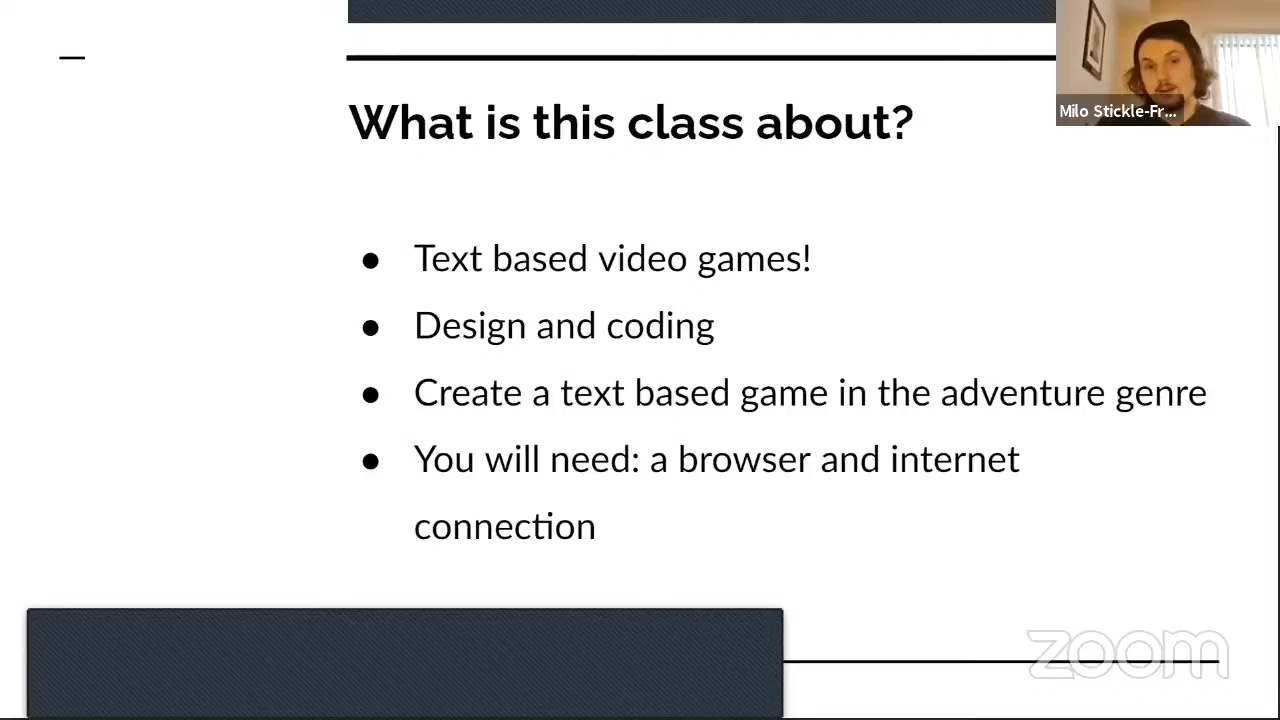 What is this class about?
Milo Stickle-Fr...
● Text based video games!
● Design and coding
● Create a text based game in the adventure genre
● You will need: a browser and internet
connection
zoom